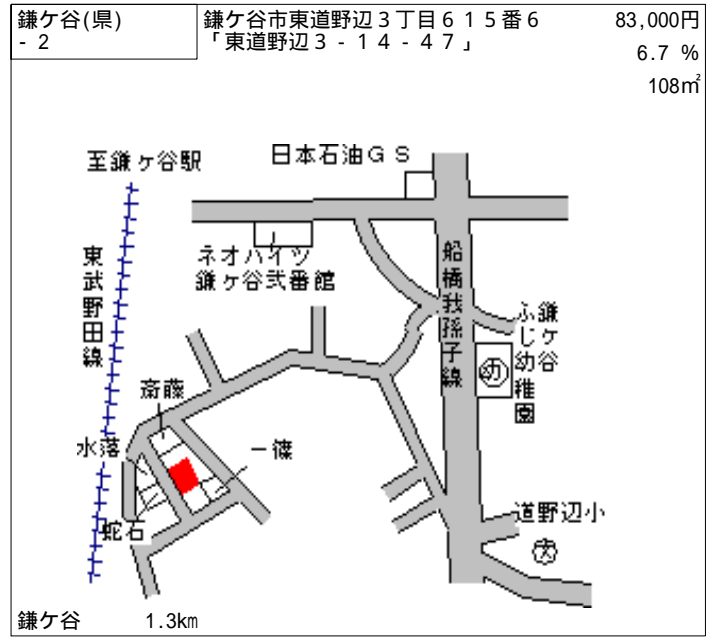 鎌ケ谷(県)
- 2
鎌ケ谷市東道野辺3丁目615番6
「東道野辺3 - 14 - 47」
83,000円
6.7 %
108㎡
至鎌ヶ谷駅
日本石油GS
東武野田線
ネオハイツ
鎌ヶ谷弐番館
船橋我孫子線
鎌ケ谷
ふじ幼稚園
幼
斎藤
水落
一篠
蛇石
道野辺小
文
鎌ケ谷 1.3km